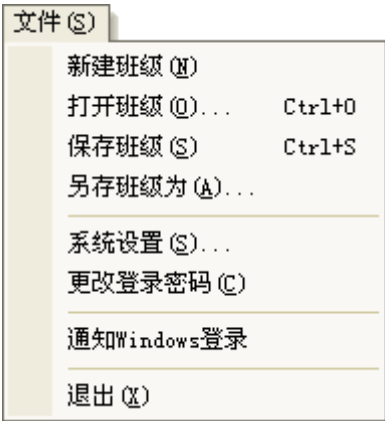 文件(S)
新建班级(N)
打开班级(O)... Ctrl+O
保存班级(S) Ctrl+S
另存班级为(A)...
系统设置(S)...
更改登录密码(C)
通知Windows登录
退出(X)